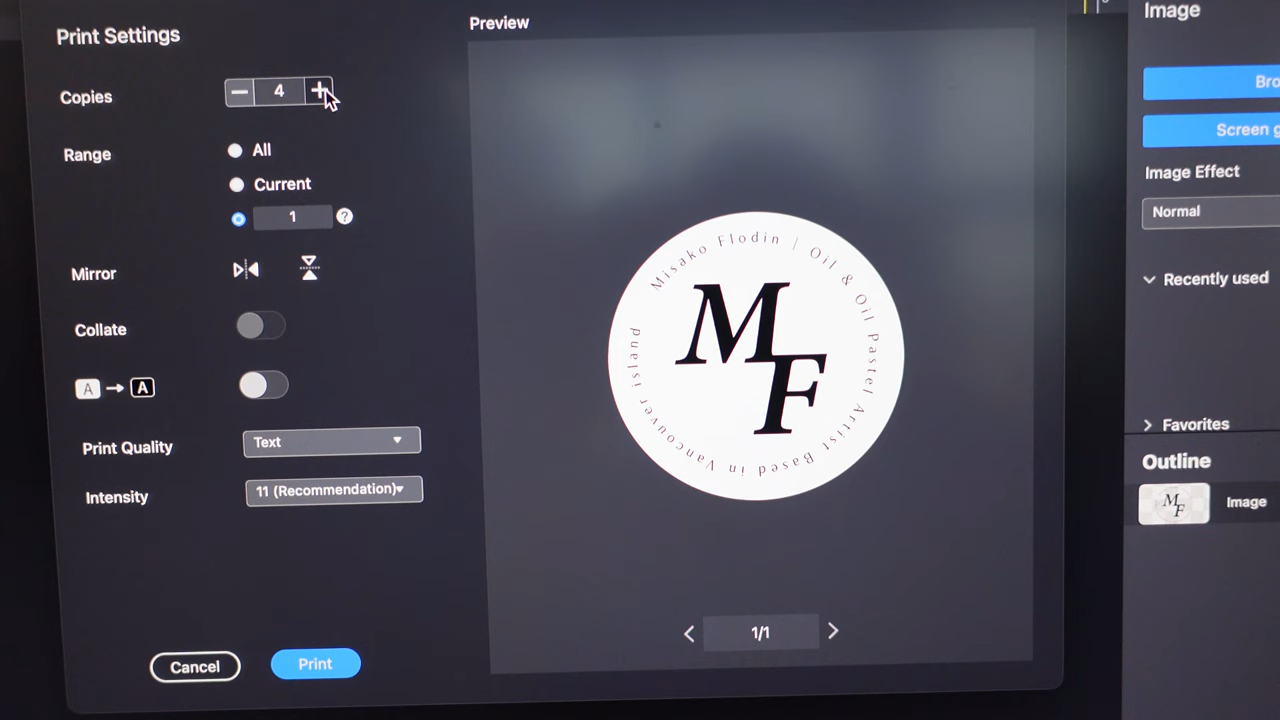 Print Settings
Copies
4
Range
All
Current
1
?
Mirror
Collate
A → A
Print Quality
Text
Intensity
11 (Recommendation)
Cancel
Print
Preview
Misako Flodin | Oil & Oil Pastel Artist Based in Vancouver island
M
F
1/1
Image
Bro
Screen g
Image Effect
Normal
Recently used
Favorites
Outline
MF
Image